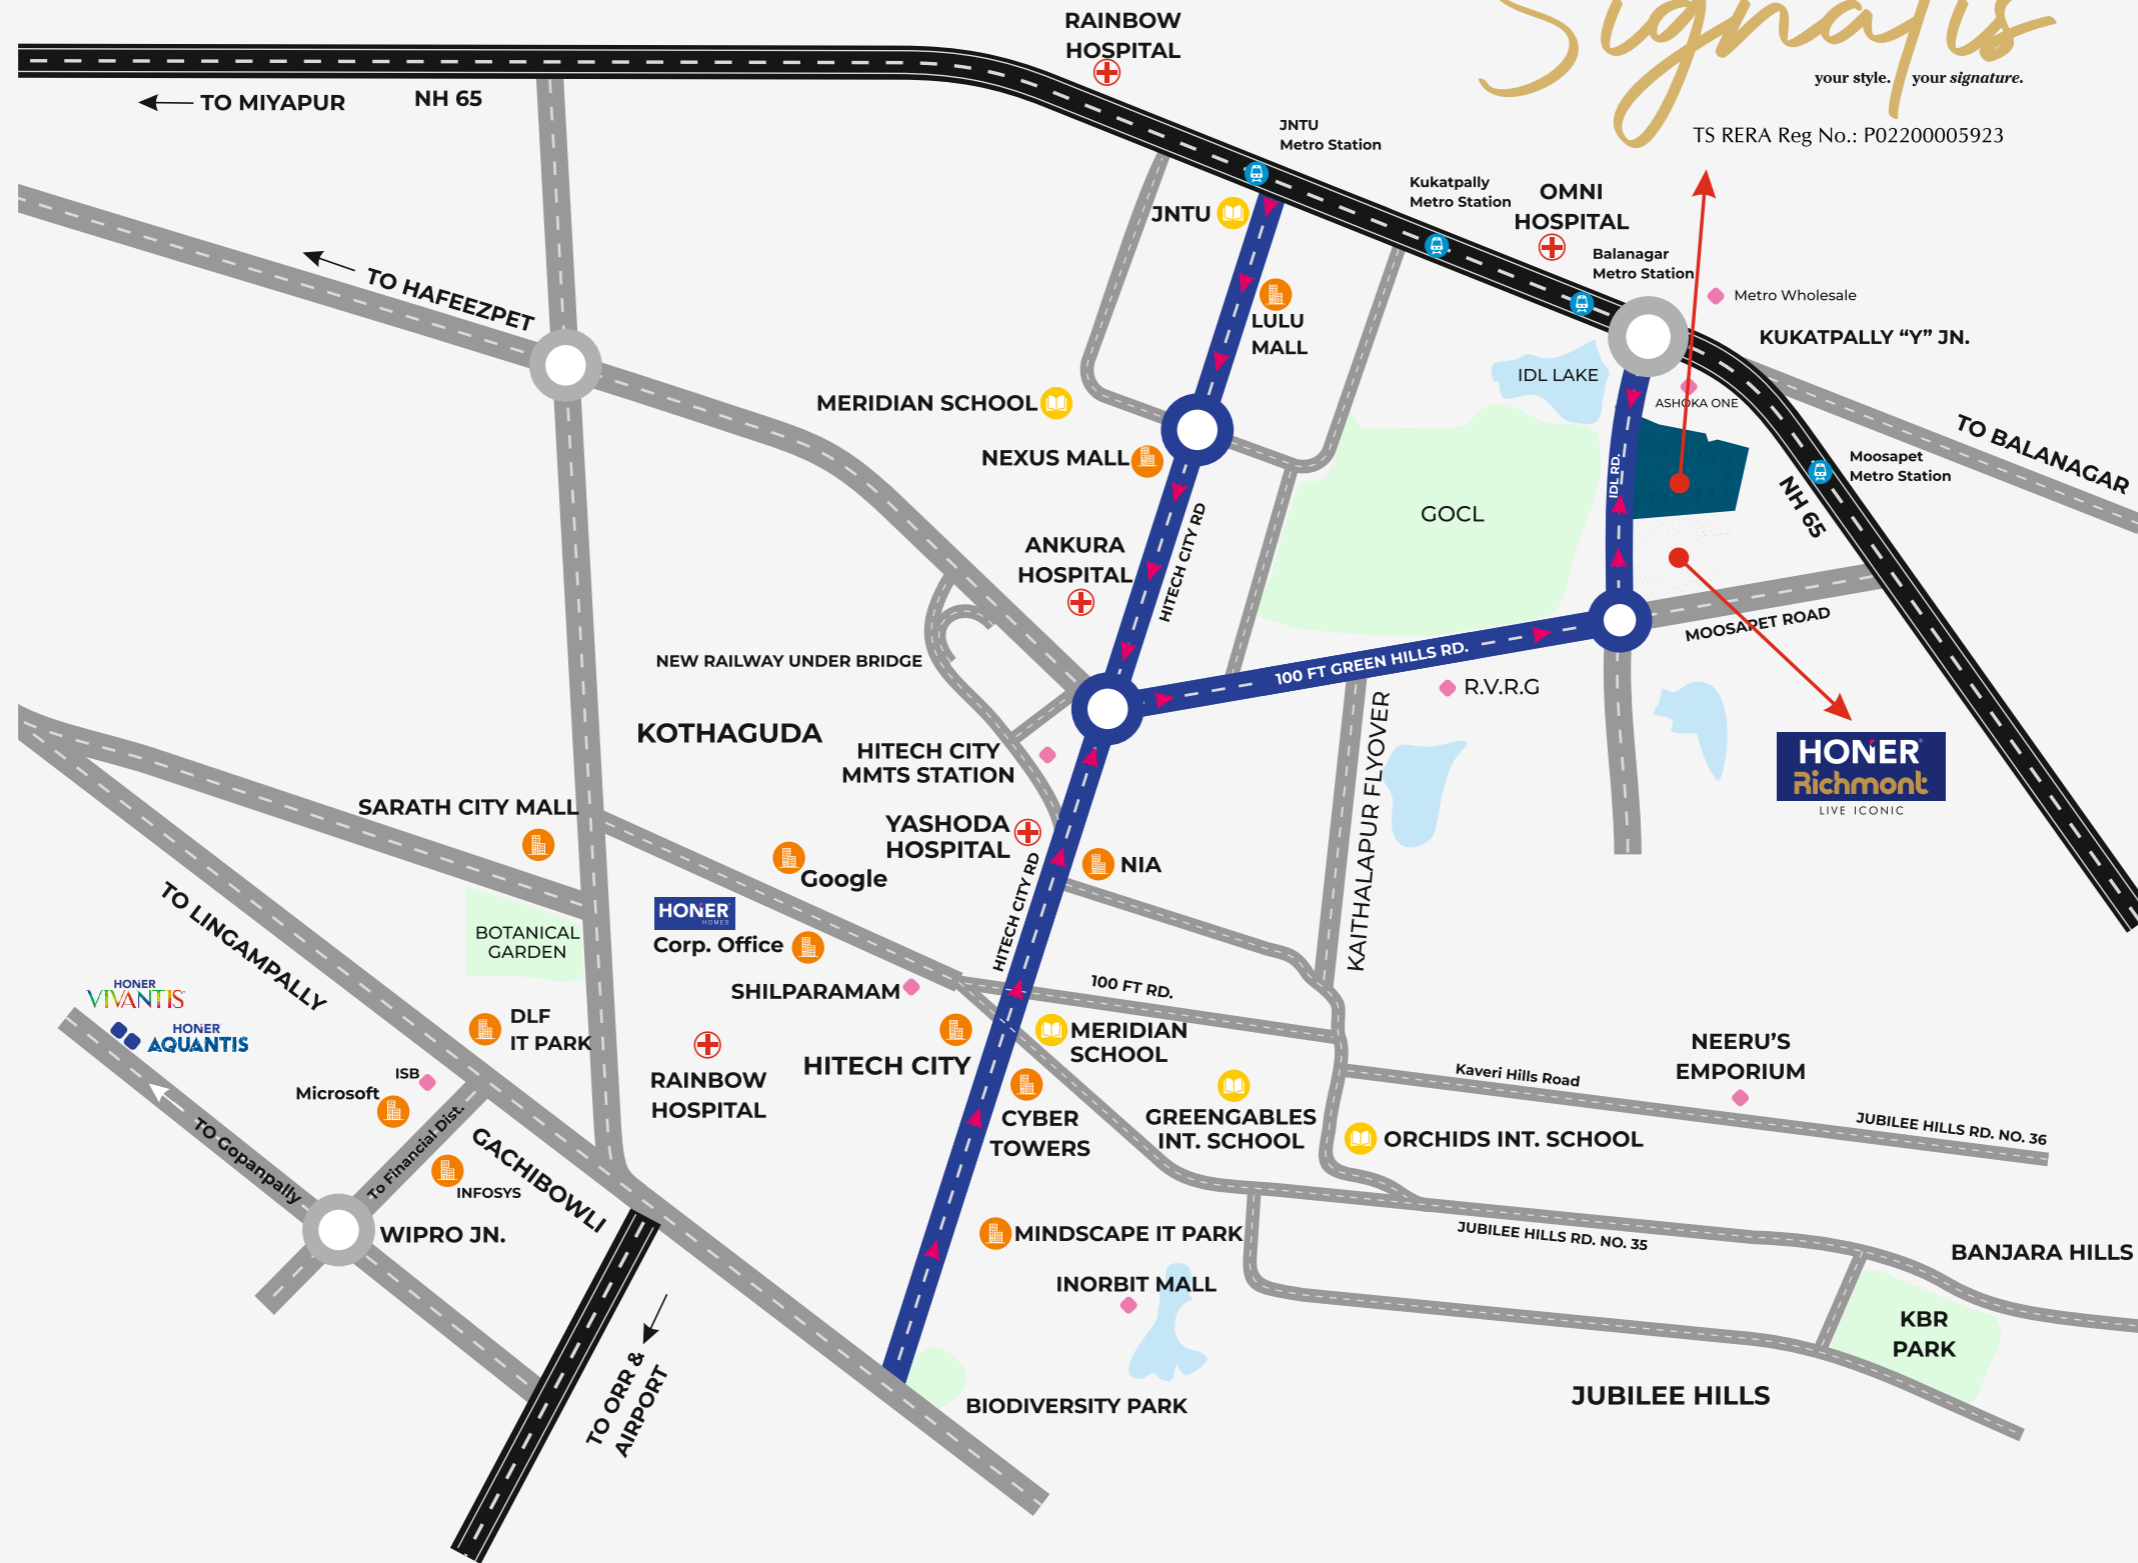 Signatis
your style. your signature.
TS RERA Reg No.: P02200005923
RAINBOW
HOSPITAL
TO MIYAPUR
NH 65
JNTU
Metro Station
Kukatpally
Metro Station
OMNI
HOSPITAL
JNTU
Balanagar
Metro Station
Metro Wholesale
TO HAFEEZPET
LULU
MALL
KUKATPALLY “Y” JN.
IDL LAKE
ASHOKA ONE
MERIDIAN SCHOOL
TO BALANAGAR
NEXUS MALL
IDL RD.
Moosapet
Metro Station
NH 65
GOCL
ANKURA
HOSPITAL
HITECH CITY RD
NEW RAILWAY UNDER BRIDGE
100 FT GREEN HILLS RD.
MOOSAPET ROAD
R.V.R.G
KOTHAGUDA
HITECH CITY
MMTS STATION
KAITHALAPUR FLYOVER
HONER
Richmont
LIVE ICONIC
SARATH CITY MALL
YASHODA
HOSPITAL
NIA
Google
HITECH CITY RD
TO LINGAMPALLY
HONER
HOMES
Corp. Office
BOTANICAL
GARDEN
SHILPARAMAM
100 FT RD.
HONER
VIVANTIS
HONER
AQUANTIS
DLF
IT PARK
MERIDIAN
SCHOOL
HITECH CITY
NEERU’S
EMPORIUM
ISB
Microsoft
RAINBOW
HOSPITAL
Kaveri Hills Road
CYBER
TOWERS
GREENGABLES
INT. SCHOOL
ORCHIDS INT. SCHOOL
JUBILEE HILLS RD. NO. 36
TO Gopanpally
To Financial Dist.
GACHIBOWLI
INFOSYS
WIPRO JN.
MINDSCAPE IT PARK
JUBILEE HILLS RD. NO. 35
BANJARA HILLS
INORBIT MALL
KBR
PARK
TO ORR &
AIRPORT
BIODIVERSITY PARK
JUBILEE HILLS